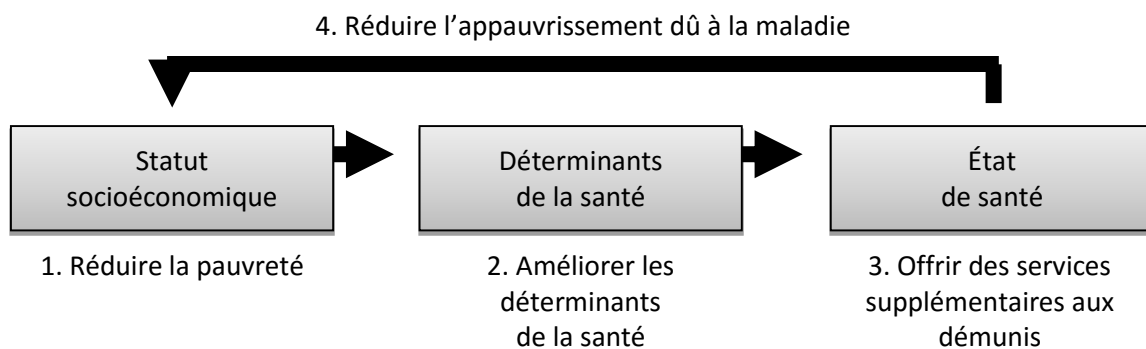 4. Réduire l’appauvrissement dû à la maladie
Statut
socioéconomique
Déterminants
de la santé
État
de santé
1. Réduire la pauvreté
2. Améliorer les
déterminants
de la santé
3. Offrir des services
supplémentaires aux
démunis